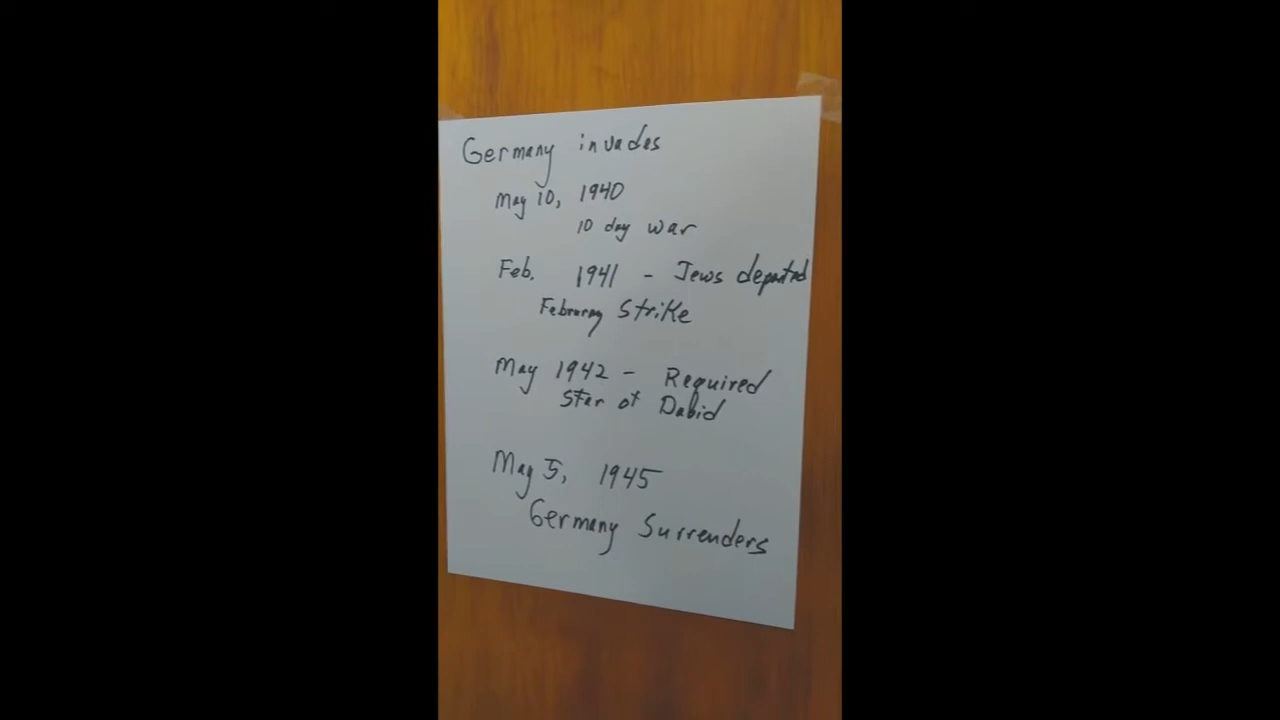 Germany invades
May 10, 1940
10 day war
Feb. 1941 - Jews deported
February Strike
May 1942 - Required
Star of Dabid
May 5, 1945
Germany Surrenders